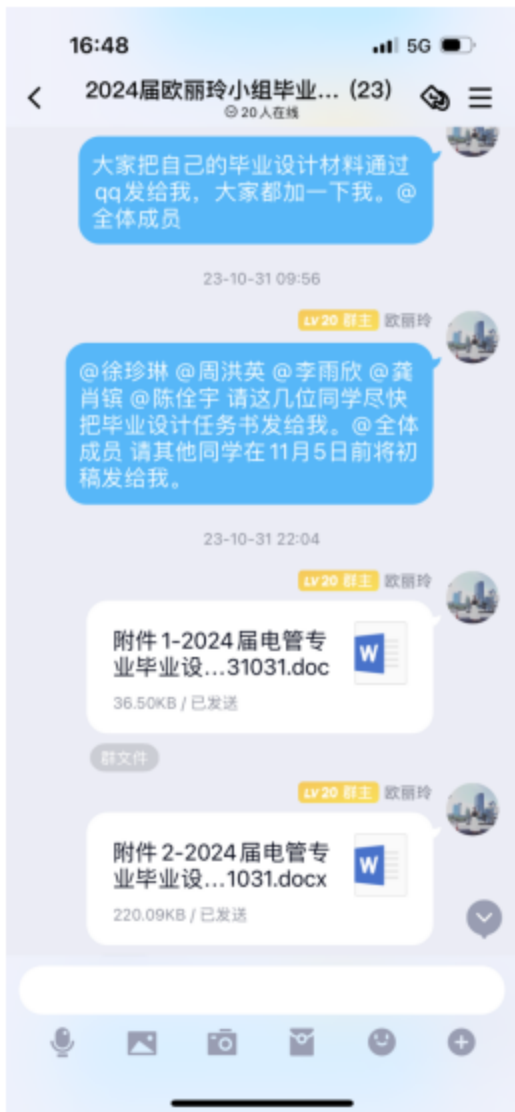 16:48
5G
2024届欧丽玲小组毕业... (23)
20人在线
大家把自己的毕业设计材料通过
qq发给我，大家都加一下我。@
全体成员
23-10-31 09:56
LV20 群主 欧丽玲
@徐珍琳 @周洪英 @李雨欣 @龚
肖镔 @陈佺宇 请这几位同学尽快
把毕业设计任务书发给我。@全体
成员 请其他同学在11月5日前将初
稿发给我。
23-10-31 22:04
LV20 群主 欧丽玲
附件1-2024届电管专
业毕业设...31031.doc
W
36.50KB / 已发送
群文件
LV20 群主 欧丽玲
附件2-2024届电管专
业毕业设...1031.docx
W
220.09KB / 已发送